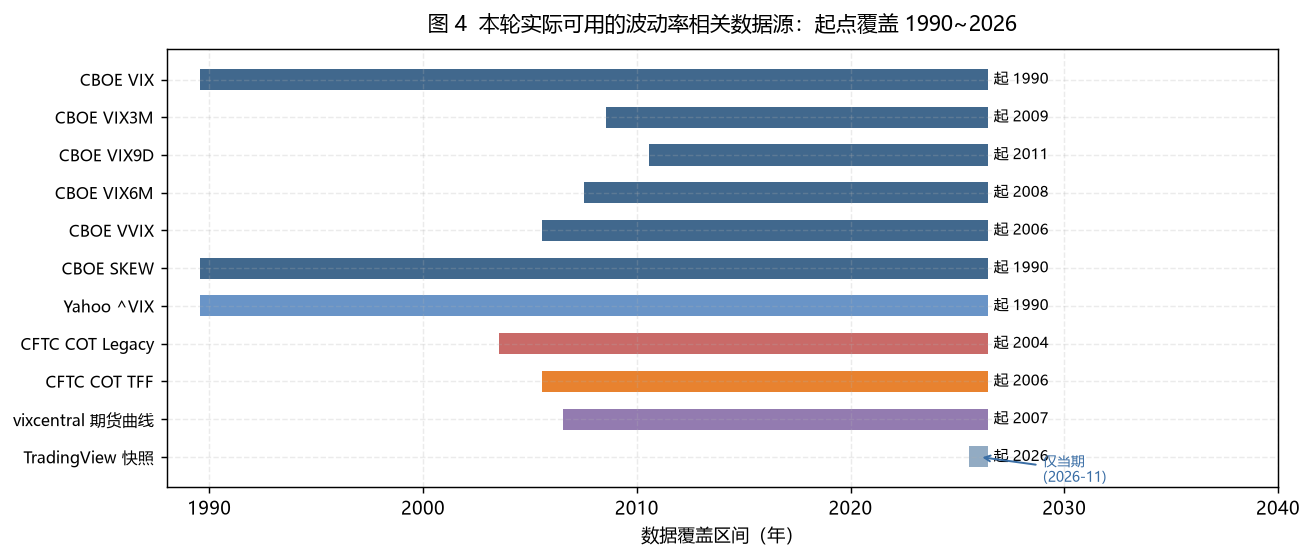 图 4 本轮实际可用的波动率相关数据源：起点覆盖 1990~2026
CBOE VIX
起 1990
CBOE VIX3M
起 2009
CBOE VIX9D
起 2011
CBOE VIX6M
起 2008
CBOE VVIX
起 2006
CBOE SKEW
起 1990
Yahoo ^VIX
起 1990
CFTC COT Legacy
起 2004
CFTC COT TFF
起 2006
vixcentral 期货曲线
起 2007
TradingView 快照
起 2026
仅当期
(2026-11)
1990 2000 2010 2020 2030 2040
数据覆盖区间（年）